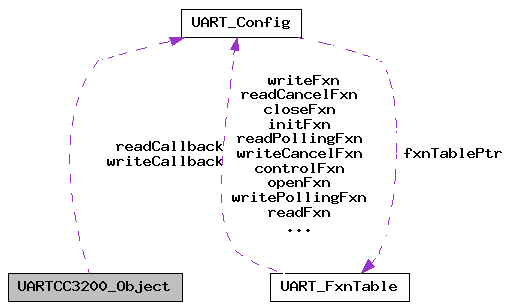 UART_Config
writeFxn
readCancelFxn
closeFxn
initFxn
readPollingFxn
writeCancelFxn
controlFxn
openFxn
writePollingFxn
readFxn
...
readCallback
writeCallback
fxnTablePtr
UARTCC3200_Object
UART_FxnTable